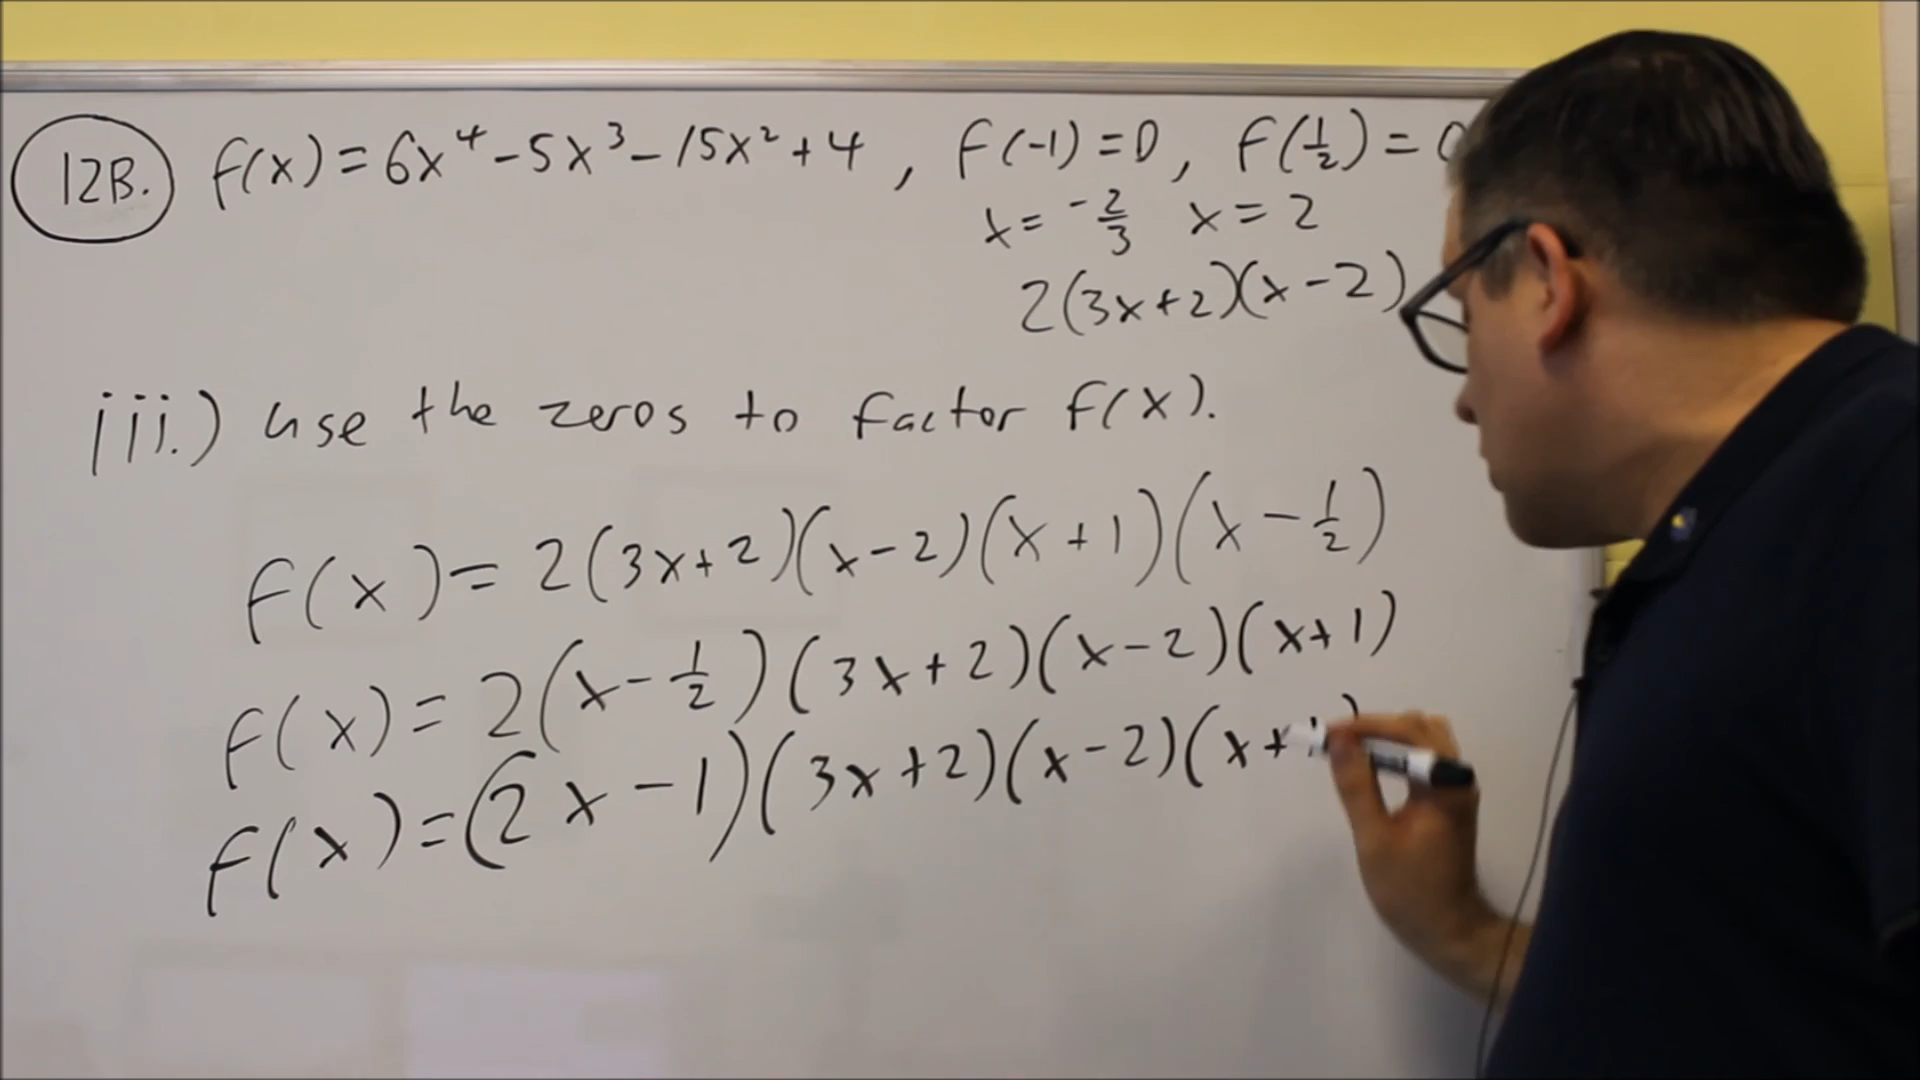 12B. f(x) = 6x⁴ - 5x³ - 15x² + 4, f(-1) = 0, f(1/2) = 0
x = -2/3 x = 2
2(3x+2)(x-2)
iii.) use the zeros to factor f(x).
f(x) = 2(3x+2)(x-2)(x+1)(x - 1/2)
f(x) = 2(x - 1/2)(3x+2)(x-2)(x+1)
f(x) = (2x - 1)(3x+2)(x-2)(x+1)